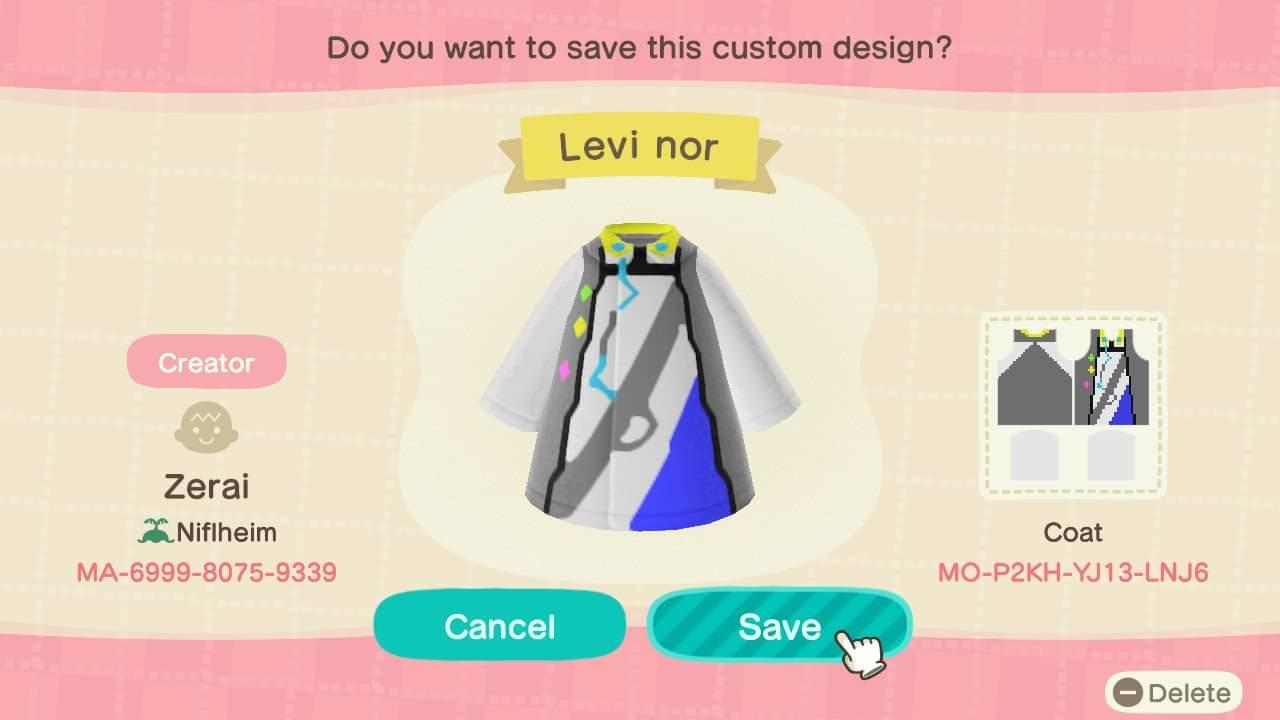 Do you want to save this custom design?
Levi nor
Creator
Zerai
Niflheim
MA-6999-8075-9339
Coat
MO-P2KH-YJ13-LNJ6
Cancel
Save
Delete